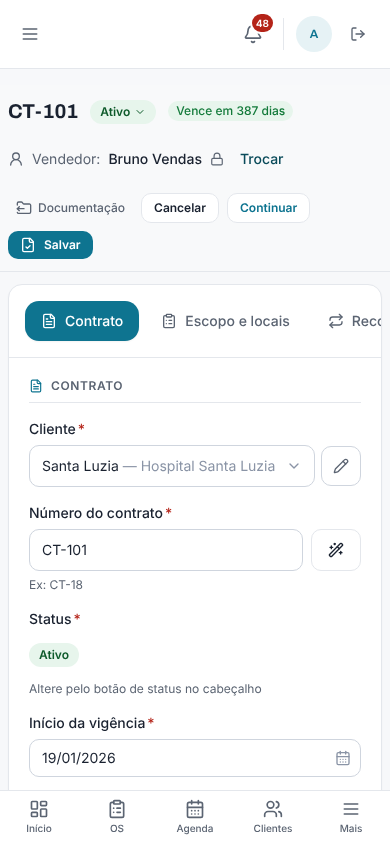 48
A
CT-101
Ativo
Vence em 387 dias
Vendedor: Bruno Vendas
Trocar
Documentação
Cancelar
Continuar
Salvar
Contrato
Escopo e locais
Reco
CONTRATO
Cliente*
Santa Luzia — Hospital Santa Luzia
Número do contrato*
CT-101
Ex: CT-18
Status*
Ativo
Altere pelo botão de status no cabeçalho
Início da vigência*
19/01/2026
Início
OS
Agenda
Clientes
Mais